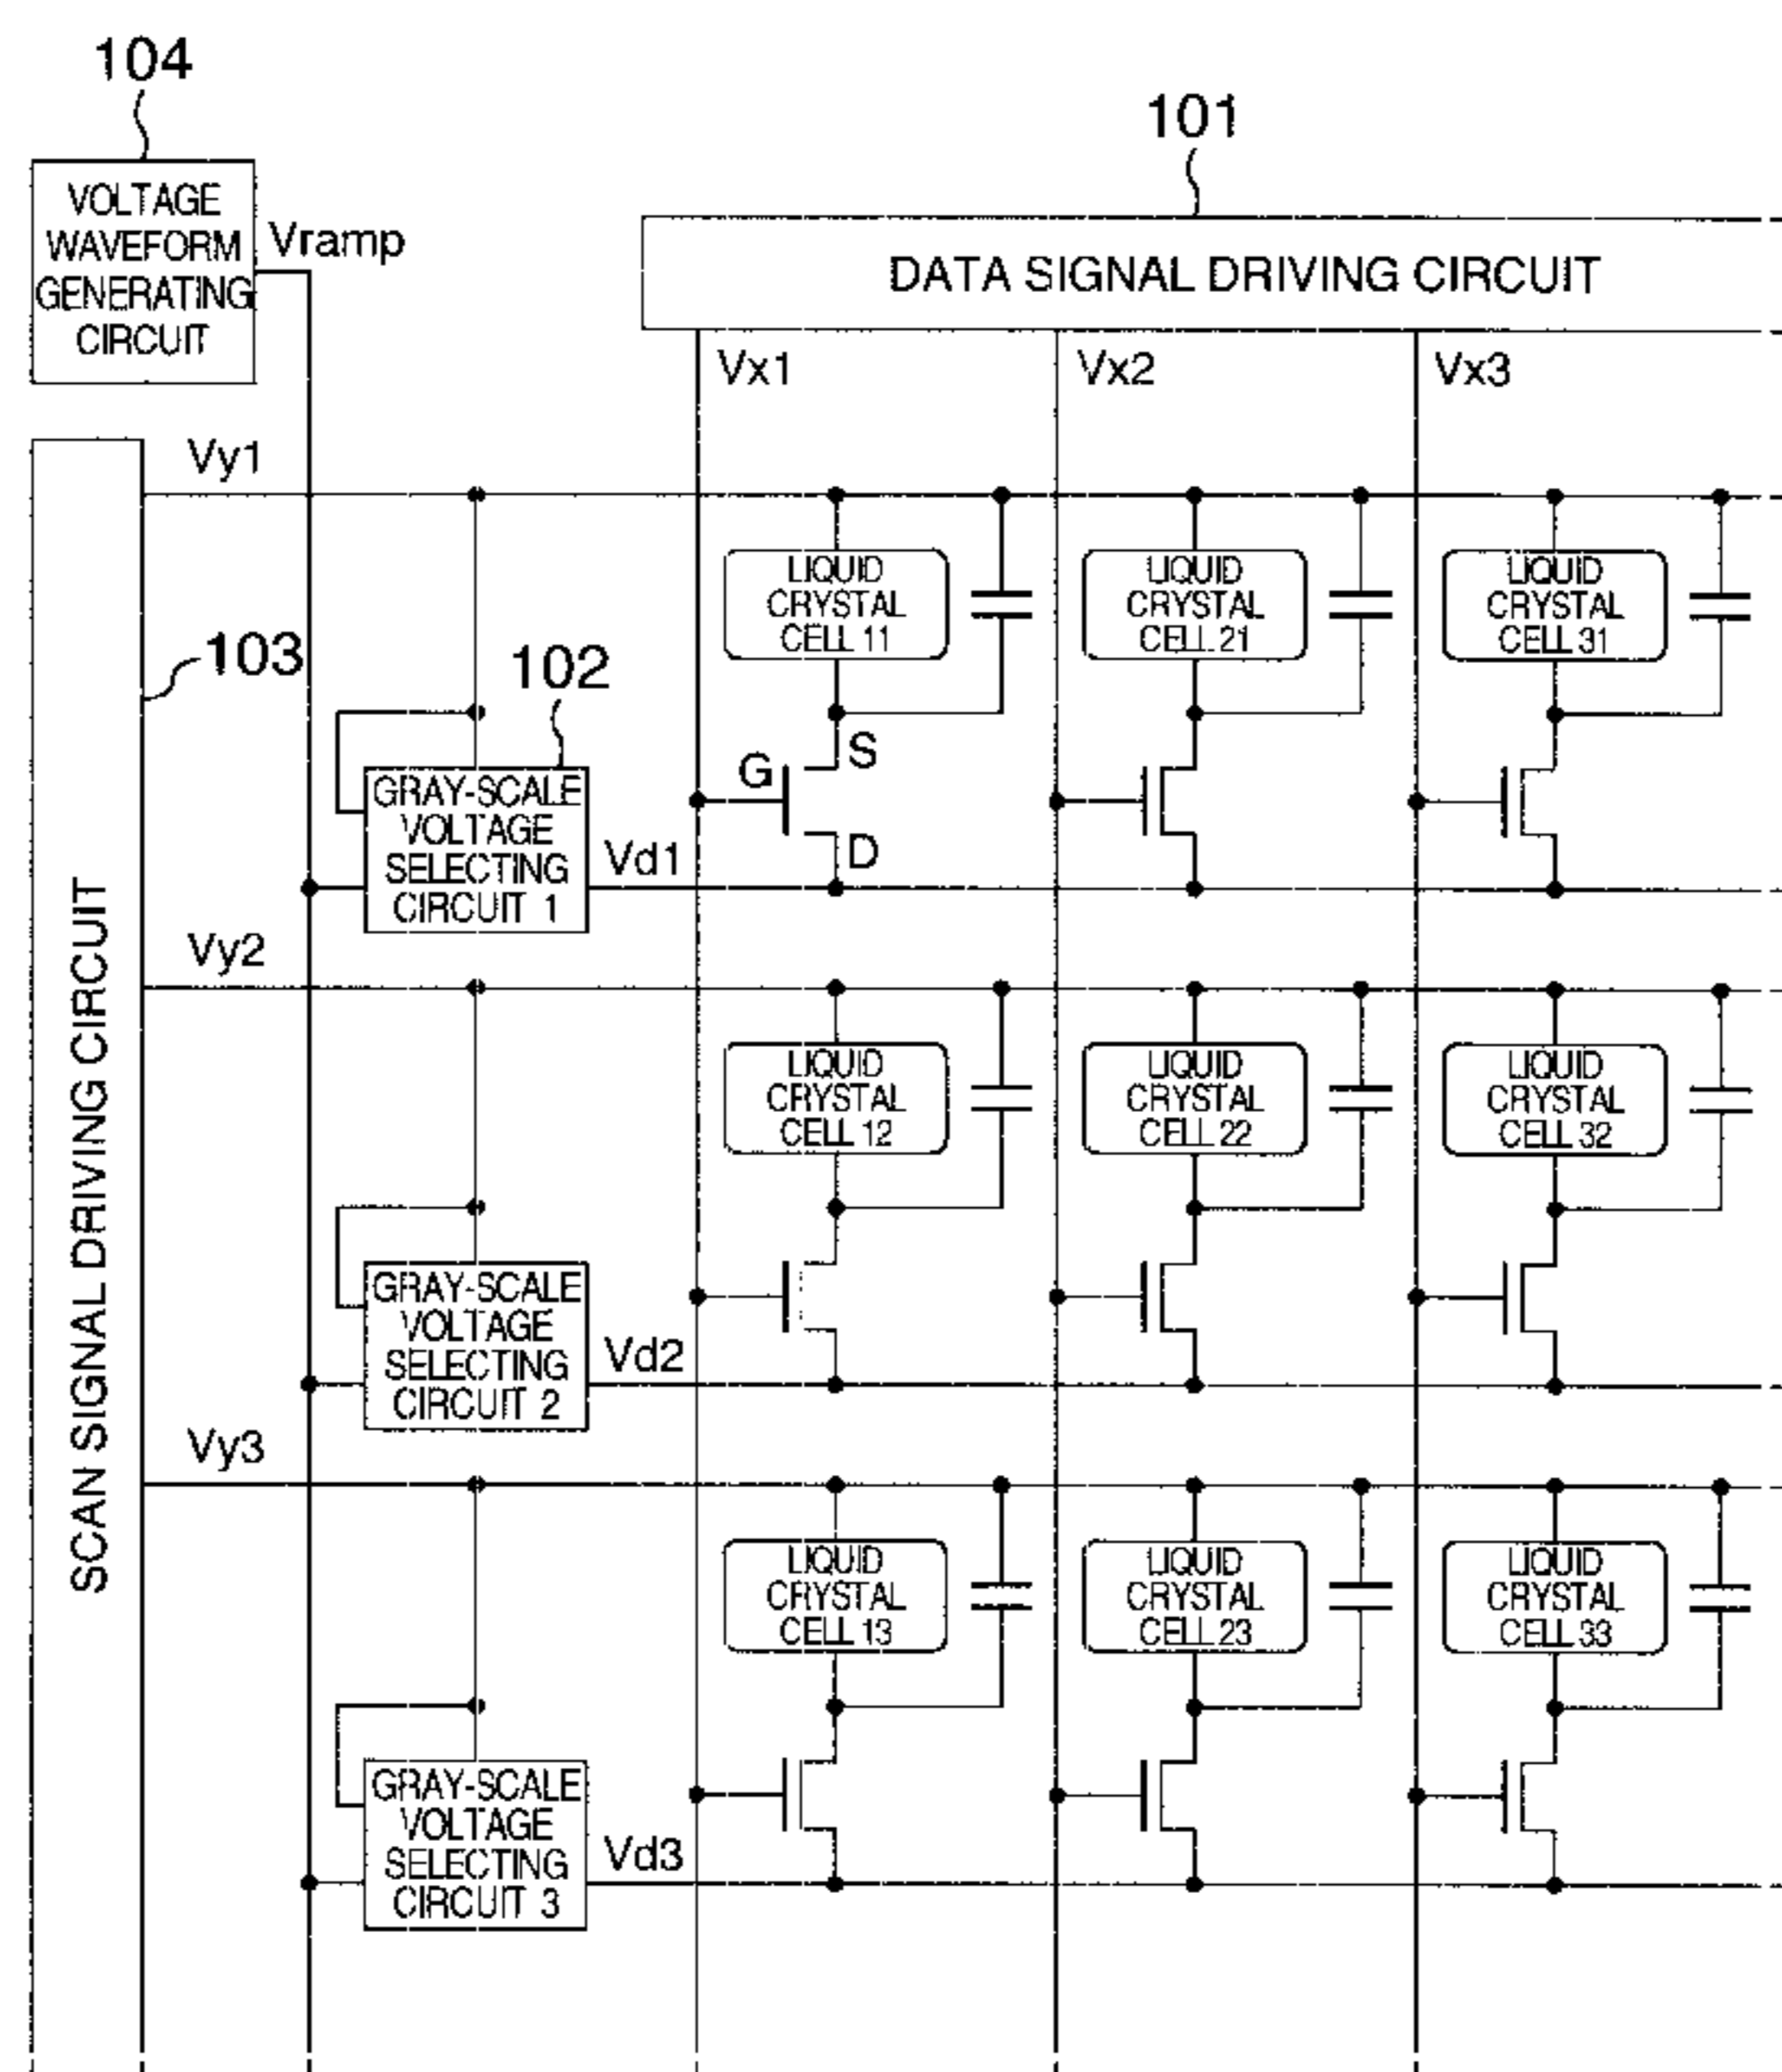 104
101
VOLTAGE
WAVEFORM
GENERATING
CIRCUIT
Vramp
DATA SIGNAL DRIVING CIRCUIT
Vx1
Vx2
Vx3
Vy1
LIQUID
CRYSTAL
CELL 11
LIQUID
CRYSTAL
CELL 21
LIQUID
CRYSTAL
CELL 31
103
102
S
G
D
GRAY-SCALE
VOLTAGE
SELECTING
CIRCUIT 1
Vd1
SCAN SIGNAL DRIVING CIRCUIT
Vy2
LIQUID
CRYSTAL
CELL 12
LIQUID
CRYSTAL
CELL 22
LIQUID
CRYSTAL
CELL 32
GRAY-SCALE
VOLTAGE
SELECTING
CIRCUIT 2
Vd2
Vy3
LIQUID
CRYSTAL
CELL 13
LIQUID
CRYSTAL
CELL 23
LIQUID
CRYSTAL
CELL 33
GRAY-SCALE
VOLTAGE
SELECTING
CIRCUIT 3
Vd3